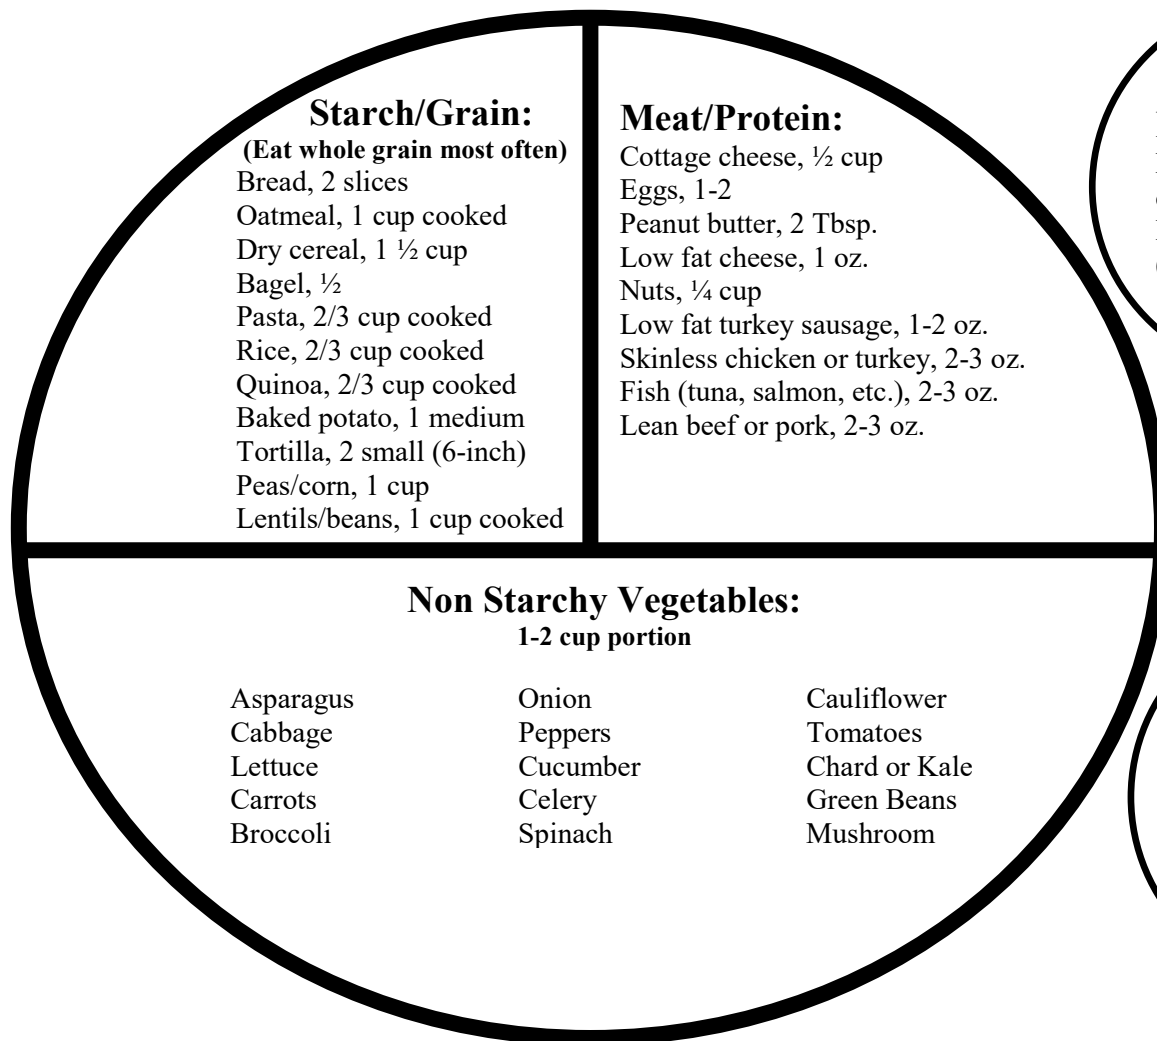 Starch/Grain:
(Eat whole grain most often)
Bread, 2 slices
Oatmeal, 1 cup cooked
Dry cereal, 1 ½ cup
Bagel, ½
Pasta, 2/3 cup cooked
Rice, 2/3 cup cooked
Quinoa, 2/3 cup cooked
Baked potato, 1 medium
Tortilla, 2 small (6-inch)
Peas/corn, 1 cup
Lentils/beans, 1 cup cooked
Meat/Protein:
Cottage cheese, ½ cup
Eggs, 1-2
Peanut butter, 2 Tbsp.
Low fat cheese, 1 oz.
Nuts, ¼ cup
Low fat turkey sausage, 1-2 oz.
Skinless chicken or turkey, 2-3 oz.
Fish (tuna, salmon, etc.), 2-3 oz.
Lean beef or pork, 2-3 oz.
Non Starchy Vegetables:
1-2 cup portion
Asparagus
Cabbage
Lettuce
Carrots
Broccoli
Onion
Peppers
Cucumber
Celery
Spinach
Cauliflower
Tomatoes
Chard or Kale
Green Beans
Mushroom